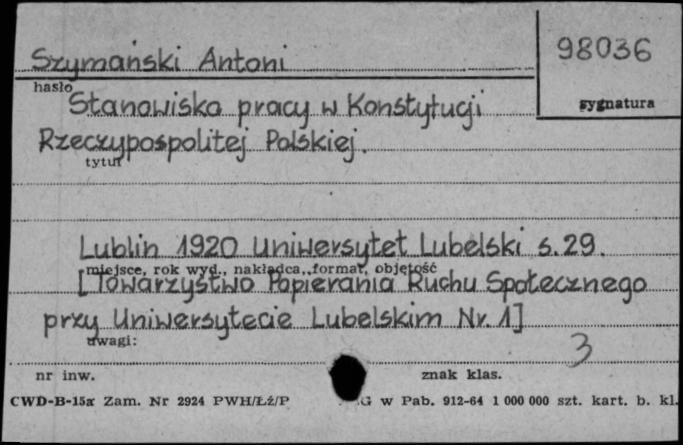 Szymański Antoni
98036
hasło
sygnatura
Stanowiska pracy w Konstytucji
Rzeczypospolitej Polskiej.
tytuł
Lublin 1920 Uniwersytet Lubelski s. 29.
miejsce, rok wyd., nakładca, format, objętość
[Towarzystwo Popierania Ruchu Społecznego
przy Uniwersytecie Lubelskim Nr. 1]
uwagi:
3
nr inw.
znak klas.
CWD-B-15a Zam. Nr 2924 PWH/Łź/P G w Pab. 912-64 1 000 000 szt. kart. b. kl.